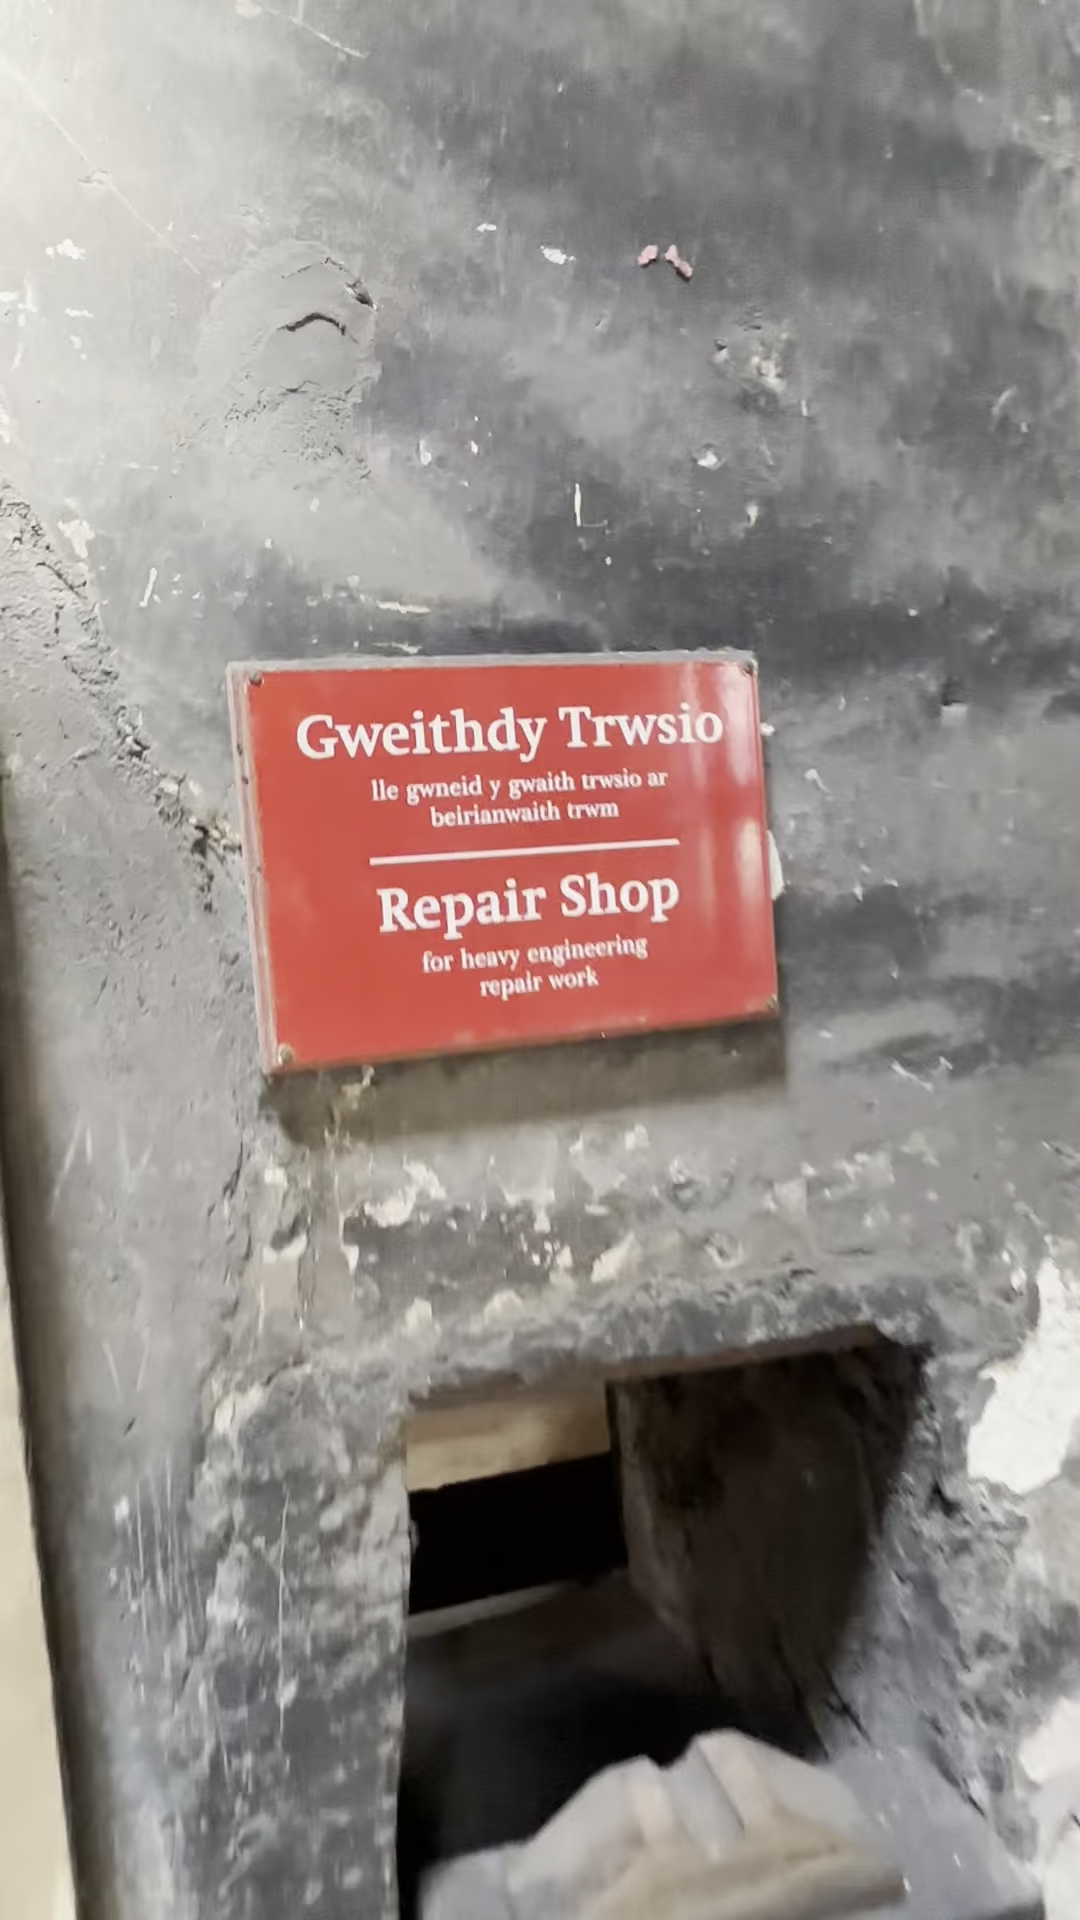 Gweithdy Trwsio
lle gwneid y gwaith trwsio ar
beirianwaith trwm
Repair Shop
for heavy engineering
repair work